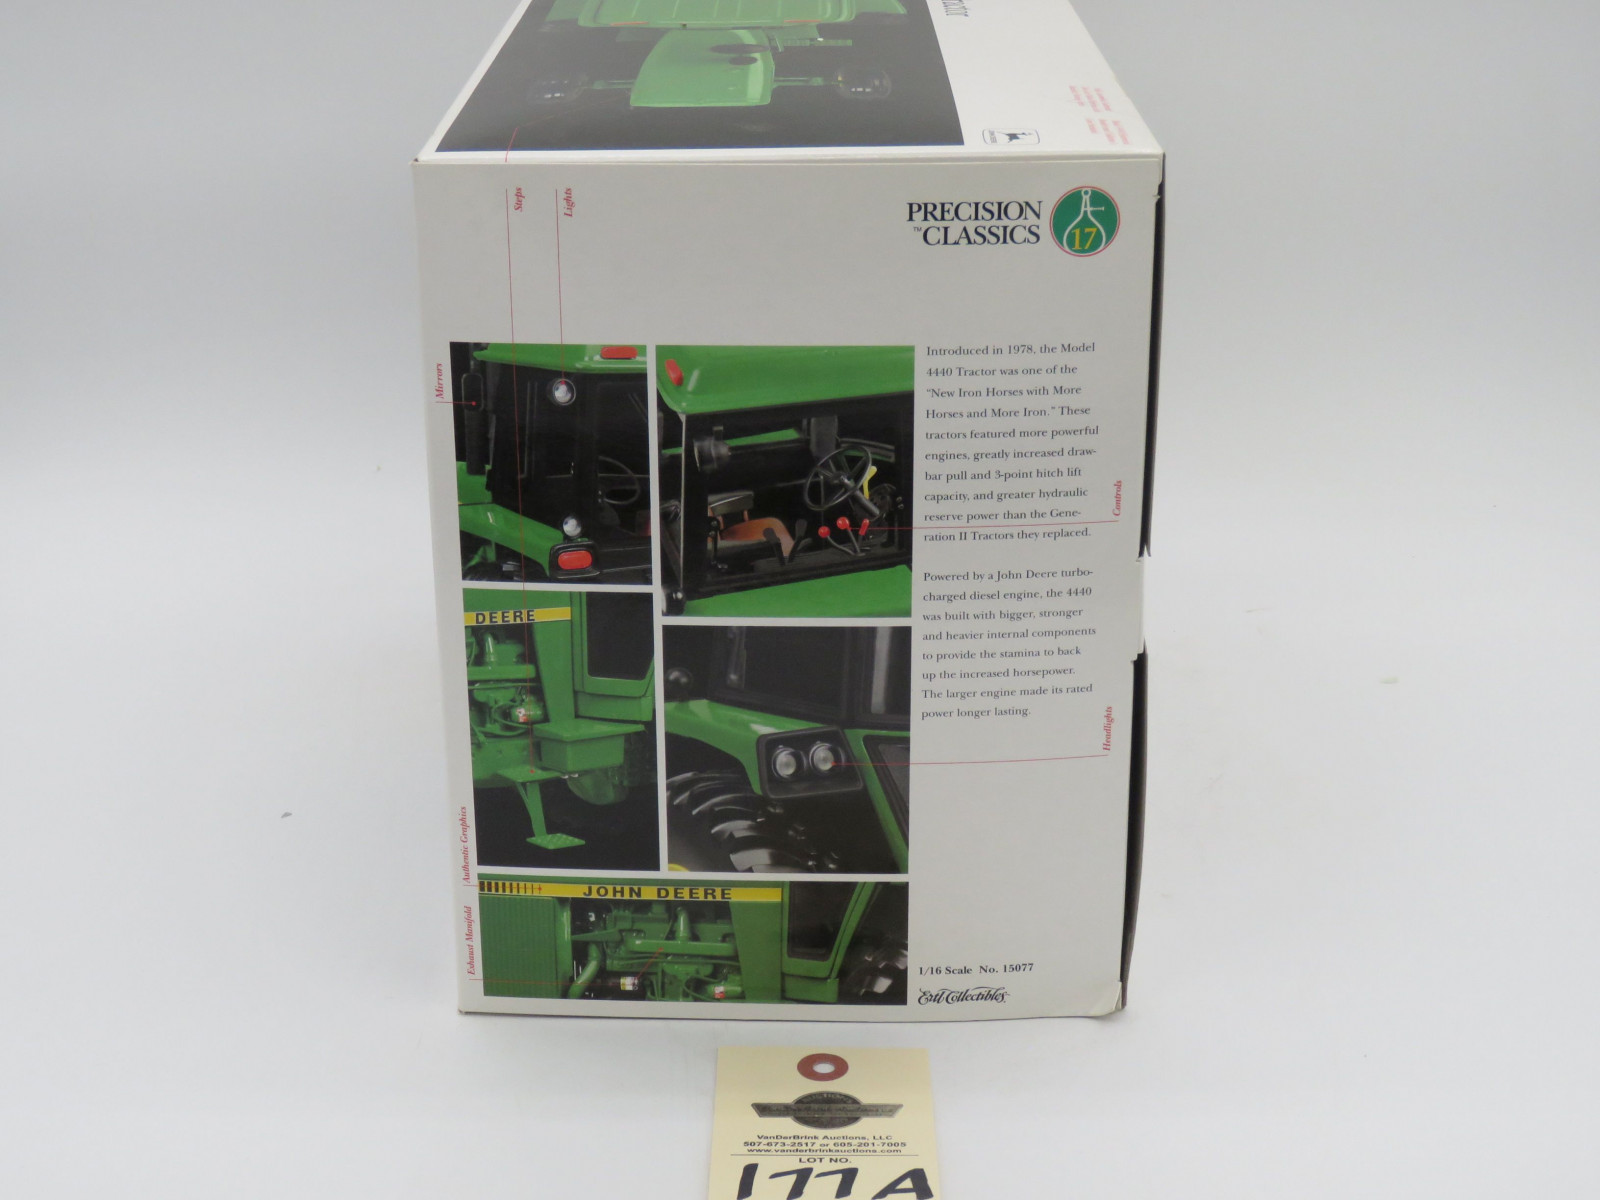 PRECISION
™CLASSICS
17
Steps
Lights
Mirrors
Introduced in 1978, the Model
4440 Tractor was one of the
"New Iron Horses with More
Horses and More Iron." These
tractors featured more powerful
engines, greatly increased draw-
bar pull and 3-point hitch lift
capacity, and greater hydraulic
reserve power than the Gene-
ration II Tractors they replaced.
Controls
Powered by a John Deere turbo-
charged diesel engine, the 4440
was built with bigger, stronger
and heavier internal components
to provide the stamina to back
up the increased horsepower.
The larger engine made its rated
power longer lasting.
Headlights
DEERE
Authentic Graphics
JOHN DEERE
Exhaust Manifold
1/16 Scale No. 15077
Ertl Collectibles
VanDerBrink Auctions, LLC
507-673-2517 or 605-201-7005
www.vanderbrinkauctions.com
LOT NO.
177A